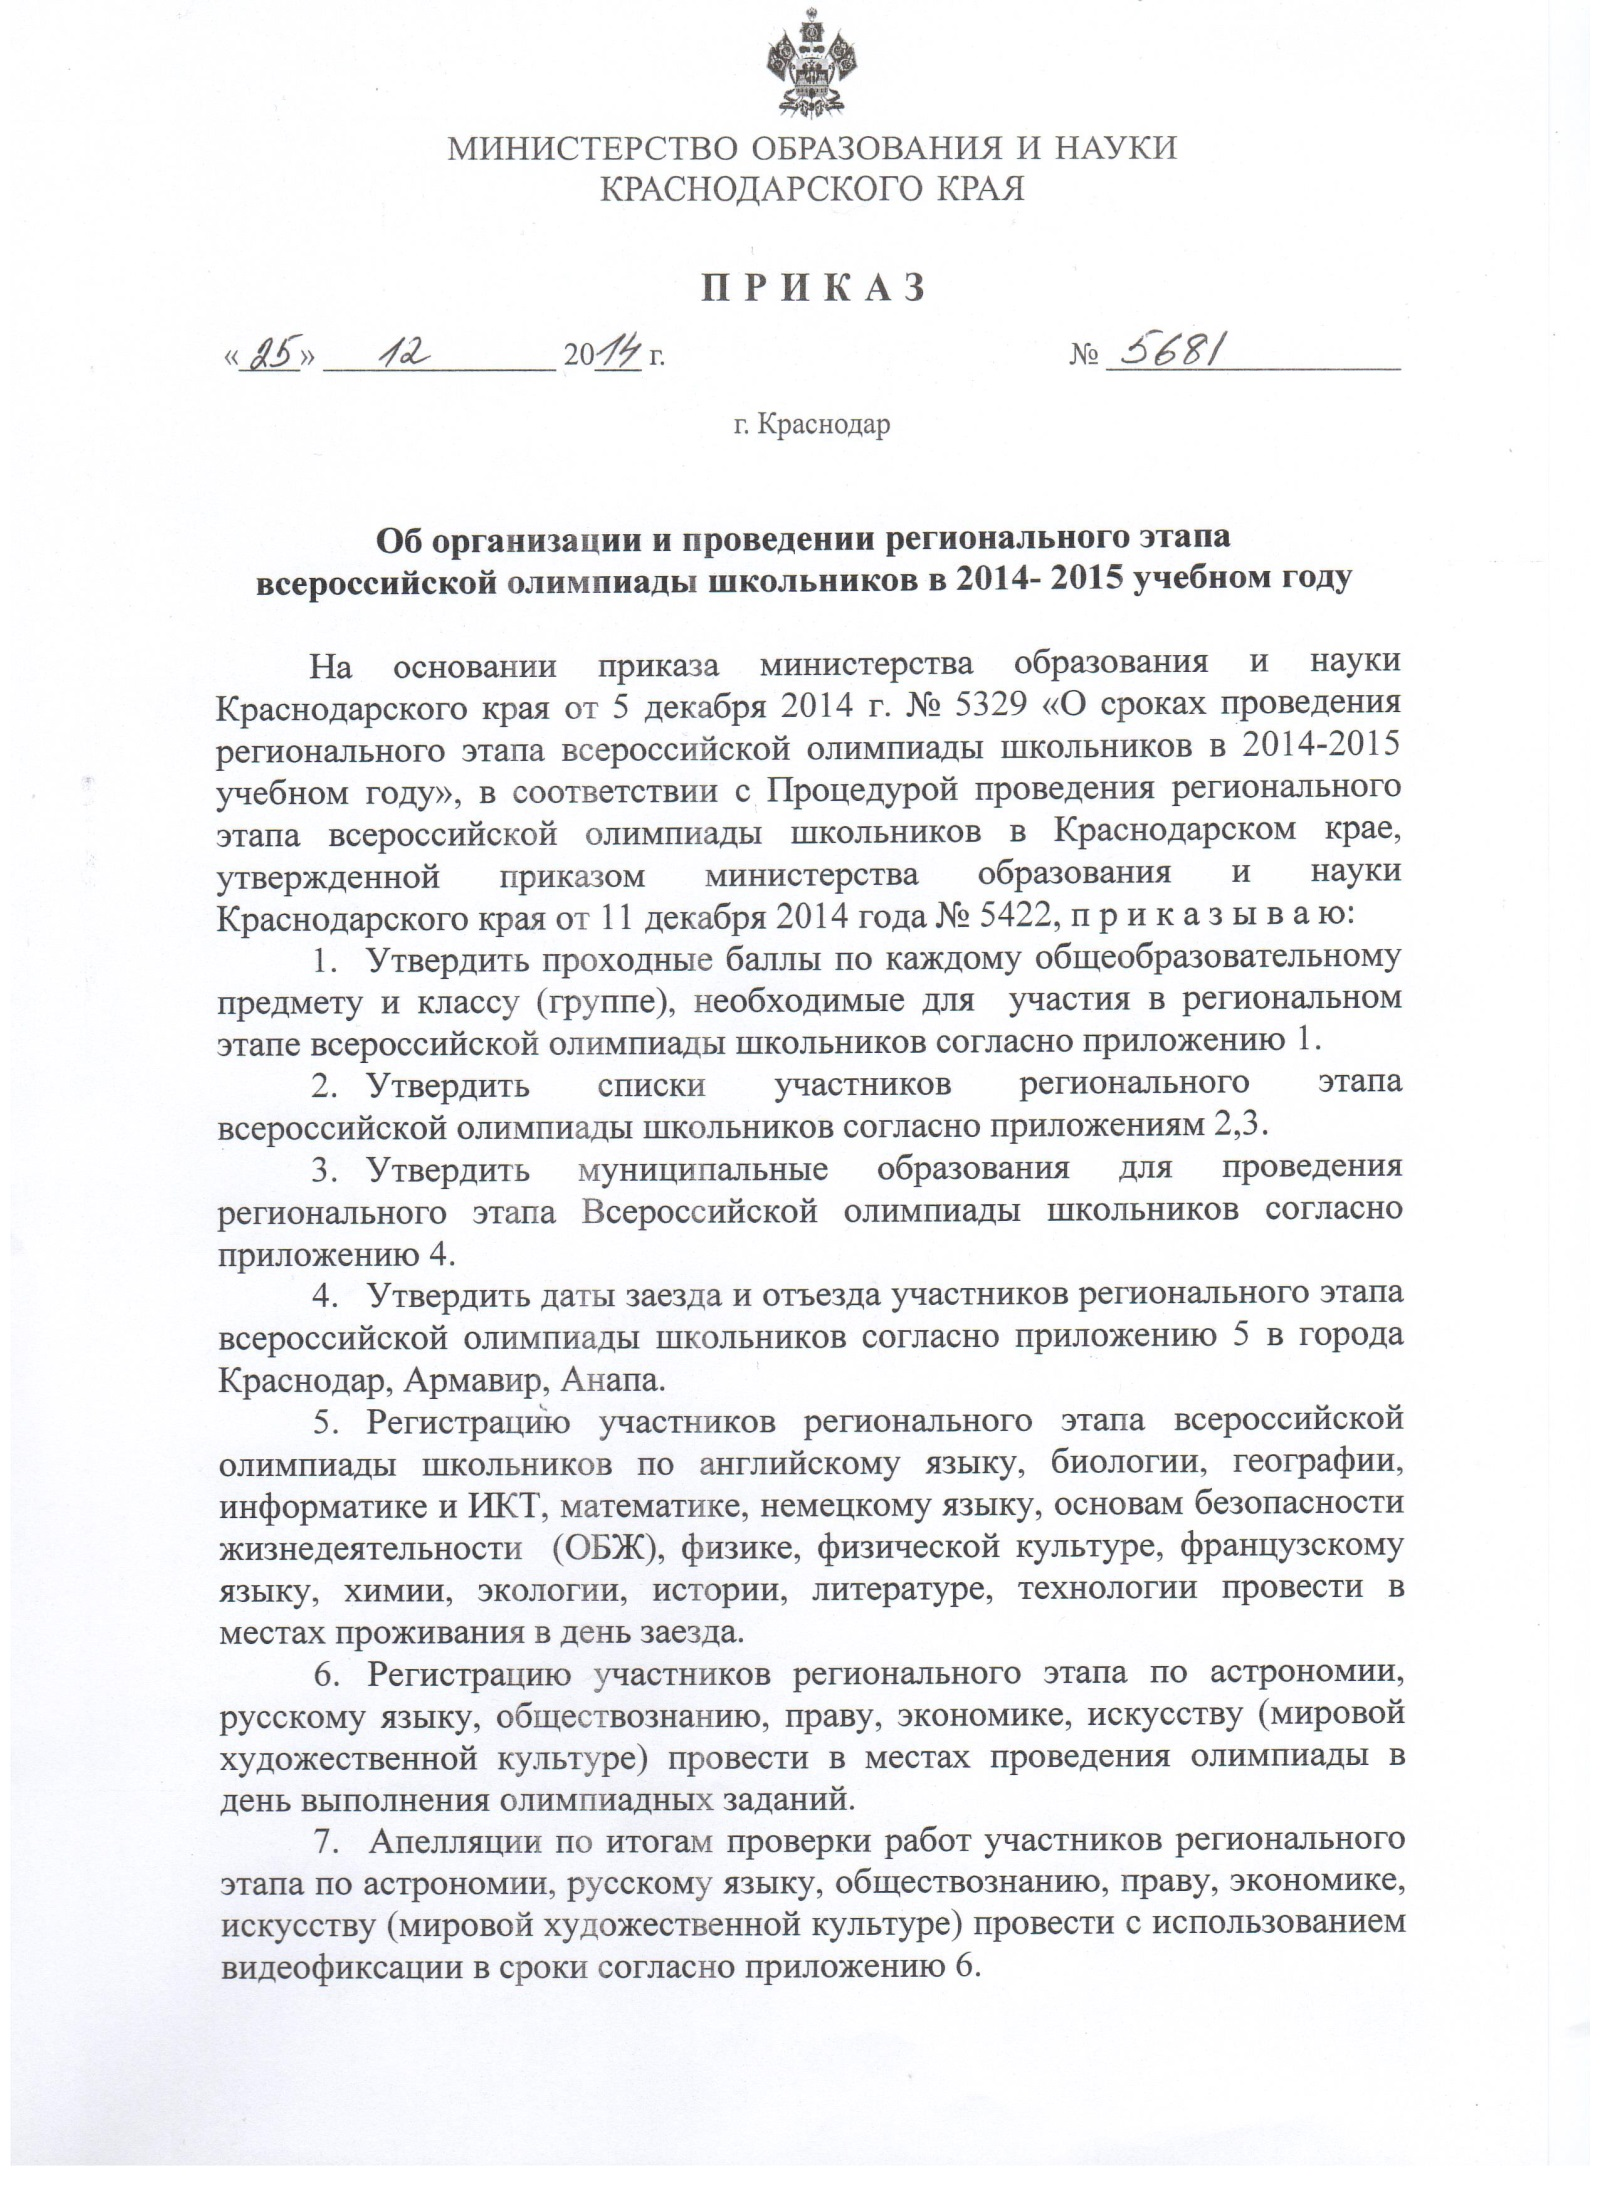 МИНИСТЕРСТВО ОБРАЗОВАНИЯ И НАУКИ
КРАСНОДАРСКОГО КРАЯ
П Р И К А З
« 25 » 12 2014 г. № 5681
г. Краснодар
Об организации и проведении регионального этапа
всероссийской олимпиады школьников в 2014- 2015 учебном году
На основании приказа министерства образования и науки
Краснодарского края от 5 декабря 2014 г. № 5329 «О сроках проведения
регионального этапа всероссийской олимпиады школьников в 2014-2015
учебном году», в соответствии с Процедурой проведения регионального
этапа всероссийской олимпиады школьников в Краснодарском крае,
утвержденной приказом министерства образования и науки
Краснодарского края от 11 декабря 2014 года № 5422, п р и к а з ы в а ю:
1. Утвердить проходные баллы по каждому общеобразовательному
предмету и классу (группе), необходимые для участия в региональном
этапе всероссийской олимпиады школьников согласно приложению 1.
2. Утвердить списки участников регионального этапа
всероссийской олимпиады школьников согласно приложениям 2,3.
3. Утвердить муниципальные образования для проведения
регионального этапа Всероссийской олимпиады школьников согласно
приложению 4.
4. Утвердить даты заезда и отъезда участников регионального этапа
всероссийской олимпиады школьников согласно приложению 5 в города
Краснодар, Армавир, Анапа.
5. Регистрацию участников регионального этапа всероссийской
олимпиады школьников по английскому языку, биологии, географии,
информатике и ИКТ, математике, немецкому языку, основам безопасности
жизнедеятельности (ОБЖ), физике, физической культуре, французскому
языку, химии, экологии, истории, литературе, технологии провести в
местах проживания в день заезда.
6. Регистрацию участников регионального этапа по астрономии,
русскому языку, обществознанию, праву, экономике, искусству (мировой
художественной культуре) провести в местах проведения олимпиады в
день выполнения олимпиадных заданий.
7. Апелляции по итогам проверки работ участников регионального
этапа по астрономии, русскому языку, обществознанию, праву, экономике,
искусству (мировой художественной культуре) провести с использованием
видеофиксации в сроки согласно приложению 6.